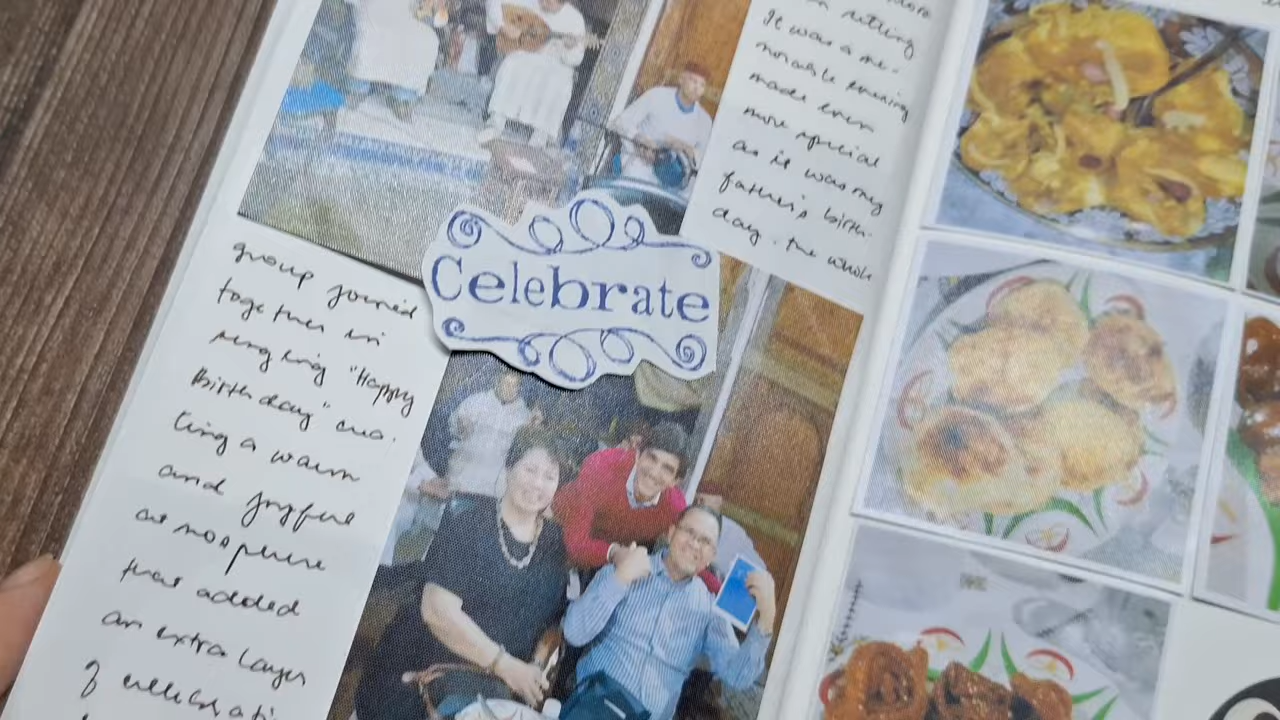 setting
It was a me-
morable evening
made even
more special
as it was my
father's birth-
day. The whole
Celebrate
group joined
together in
singing "Happy
Birthday" crea-
ting a warm
and joyful
atmosphere
that added
an extra layer
of